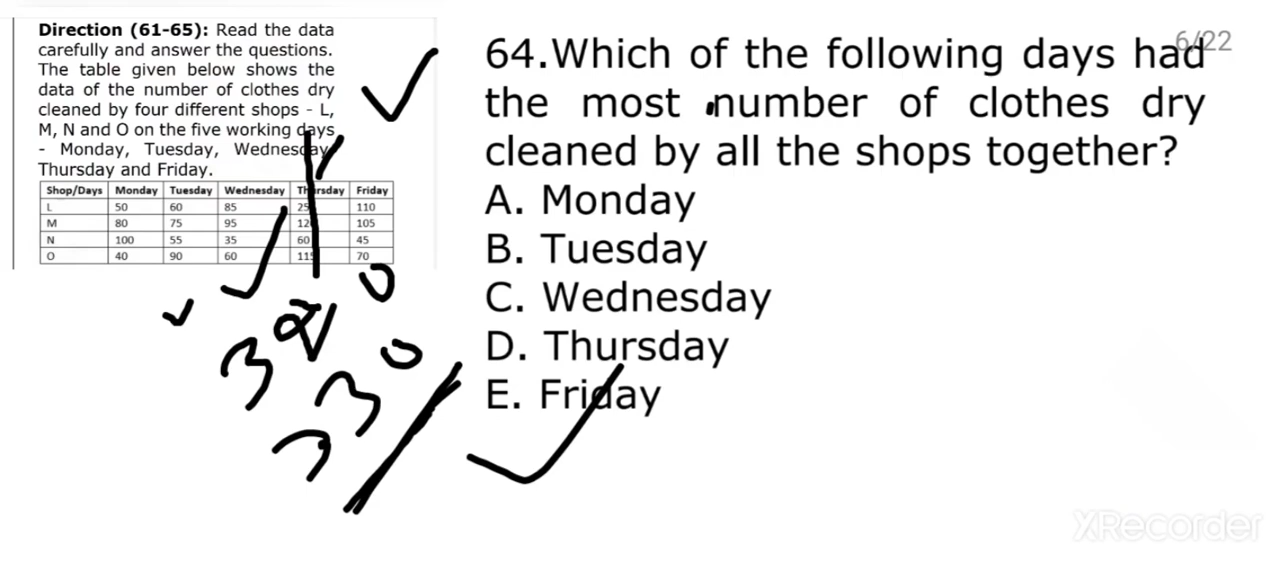 Direction (61-65): Read the data
carefully and answer the questions.
The table given below shows the
data of the number of clothes dry
cleaned by four different shops - L,
M, N and O on the five working days
- Monday, Tuesday, Wednesday,
Thursday and Friday.
Shop/Days Monday Tuesday Wednesday Thursday Friday
L 50 60 85 25 110
M 80 75 95 120 105
N 100 55 35 60 45
O 40 90 60 115 70
6/22
64.Which of the following days had
the most number of clothes dry
cleaned by all the shops together?
A. Monday
B. Tuesday
C. Wednesday
D. Thursday
E. Friday
320
330
XRecorder